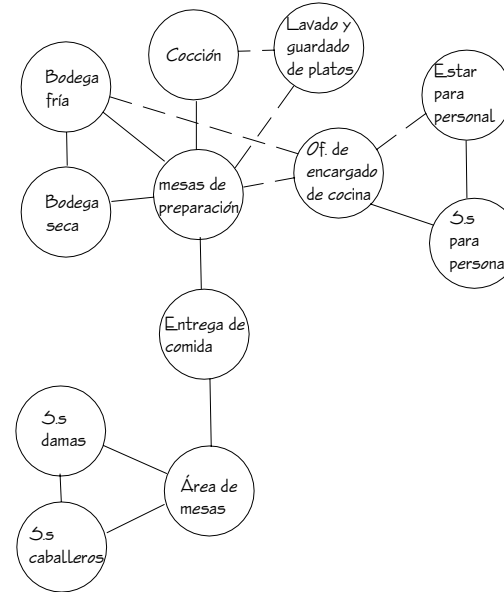 Cocción
Lavado y
guardado
de platos
Bodega
fría
Estar
para
personal
Of. de
encargado
de cocina
mesas de
preparación
Bodega
seca
S.s
para
persona
Entrega de
comida
S.s
damas
Área de
mesas
S.s
caballeros